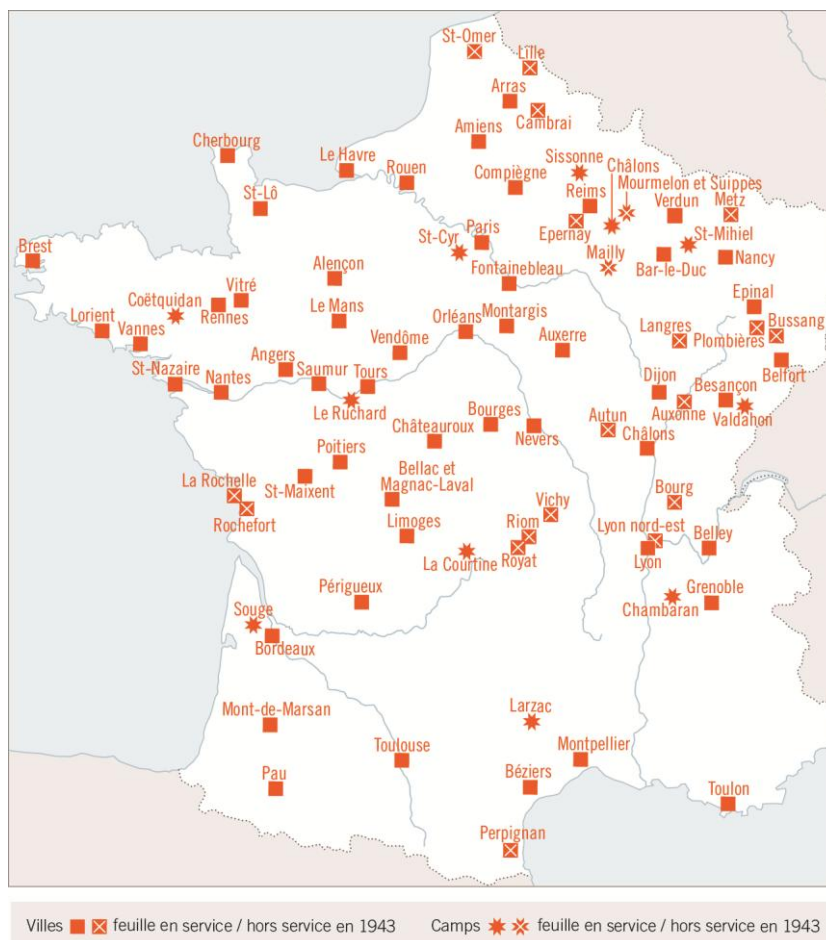 St-Omer
Lîlle
Arras
Cambrai
Amiens
Cherbourg
Le Havre
Rouen
Compiègne
Sissonne
Châlons
Mourmelon et Suippes
Reims
Verdun
Metz
St-Lô
Epernay
St-Mihiel
Paris
St-Cyr
Mailly
Bar-le-Duc
Nancy
Brest
Alençon
Fontainebleau
Vitré
Coëtquidan
Rennes
Le Mans
Epinal
Lorient
Vannes
Orléans
Montargis
Langres
Plombières
Bussang
Vendôme
Auxerre
Angers
Saumur
Tours
Belfort
St-Nazaire
Nantes
Le Ruchard
Dijon
Besançon
Auxonne
Valdahon
Bourges
Châteauroux
Nevers
Autun
Châlons
Poitiers
St-Maixent
Bellac et
Magnac-Laval
La Rochelle
Rochefort
Vichy
Bourg
Limoges
Riom
Royat
Lyon nord-est
Lyon
Belley
La Courtine
Périgueux
Grenoble
Chambaran
Souge
Bordeaux
Mont-de-Marsan
Larzac
Toulouse
Montpellier
Pau
Béziers
Toulon
Perpignan
Villes feuille en service / hors service en 1943 Camps feuille en service / hors service en 1943